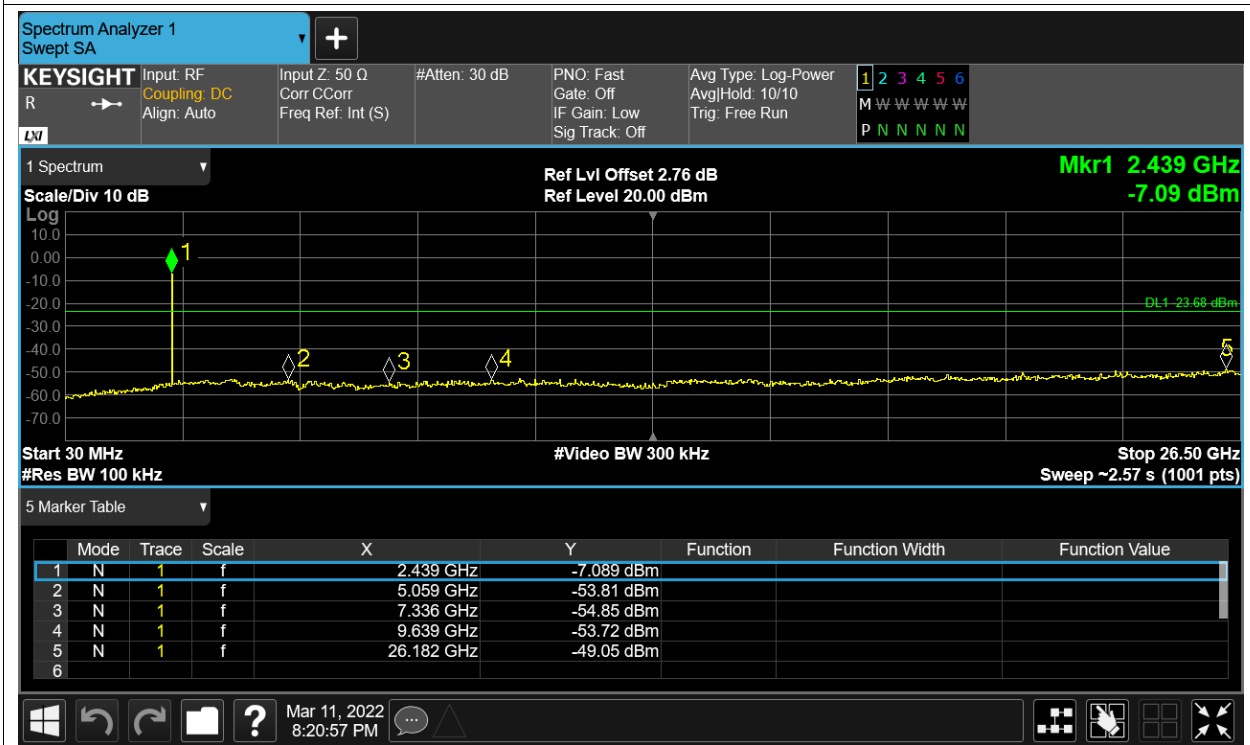 Spectrum Analyzer 1
Swept SA
KEYSIGHT Input: RF Input Z: 50 Ω #Atten: 30 dB PNO: Fast Avg Type: Log-Power 1 2 3 4 5 6
R Coupling: DC Corr CCorr Gate: Off Avg|Hold: 10/10 M W W W W W
Align: Auto Freq Ref: Int (S) IF Gain: Low Trig: Free Run
LXI Sig Track: Off P N N N N N
1 Spectrum Ref Lvl Offset 2.76 dB Mkr1 2.439 GHz
Scale/Div 10 dB Ref Level 20.00 dBm -7.09 dBm
Log
10.0
1
0.00
-10.0
-20.0 DL1 -23.68 dBm
-30.0
-40.0 2 3 4 5
-50.0
-60.0
-70.0
Start 30 MHz #Video BW 300 kHz Stop 26.50 GHz
#Res BW 100 kHz Sweep ~2.57 s (1001 pts)
5 Marker Table
Mode Trace Scale X Y Function Function Width Function Value
1 N 1 f 2.439 GHz -7.089 dBm
2 N 1 f 5.059 GHz -53.81 dBm
3 N 1 f 7.336 GHz -54.85 dBm
4 N 1 f 9.639 GHz -53.72 dBm
5 N 1 f 26.182 GHz -49.05 dBm
6
? Mar 11, 2022
8:20:57 PM